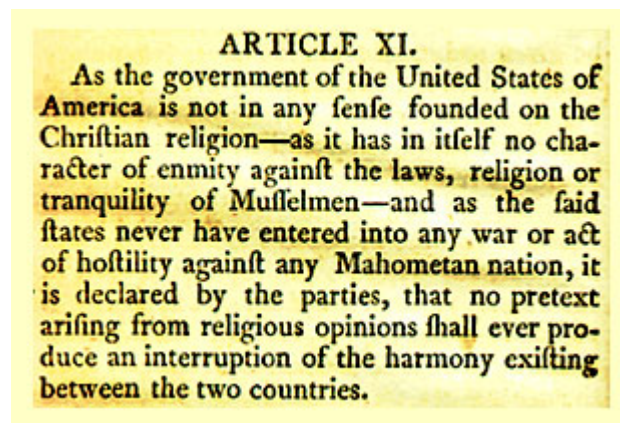 ARTICLE XI.
As the government of the United States of
America is not in any ſenſe founded on the
Chriſtian religion—as it has in itſelf no cha-
racter of enmity againſt the laws, religion or
tranquility of Muſſelmen—and as the ſaid
ſtates never have entered into any war or act
of hoſtility againſt any Mahometan nation, it
is declared by the parties, that no pretext
ariſing from religious opinions ſhall ever pro-
duce an interruption of the harmony exiſting
between the two countries.